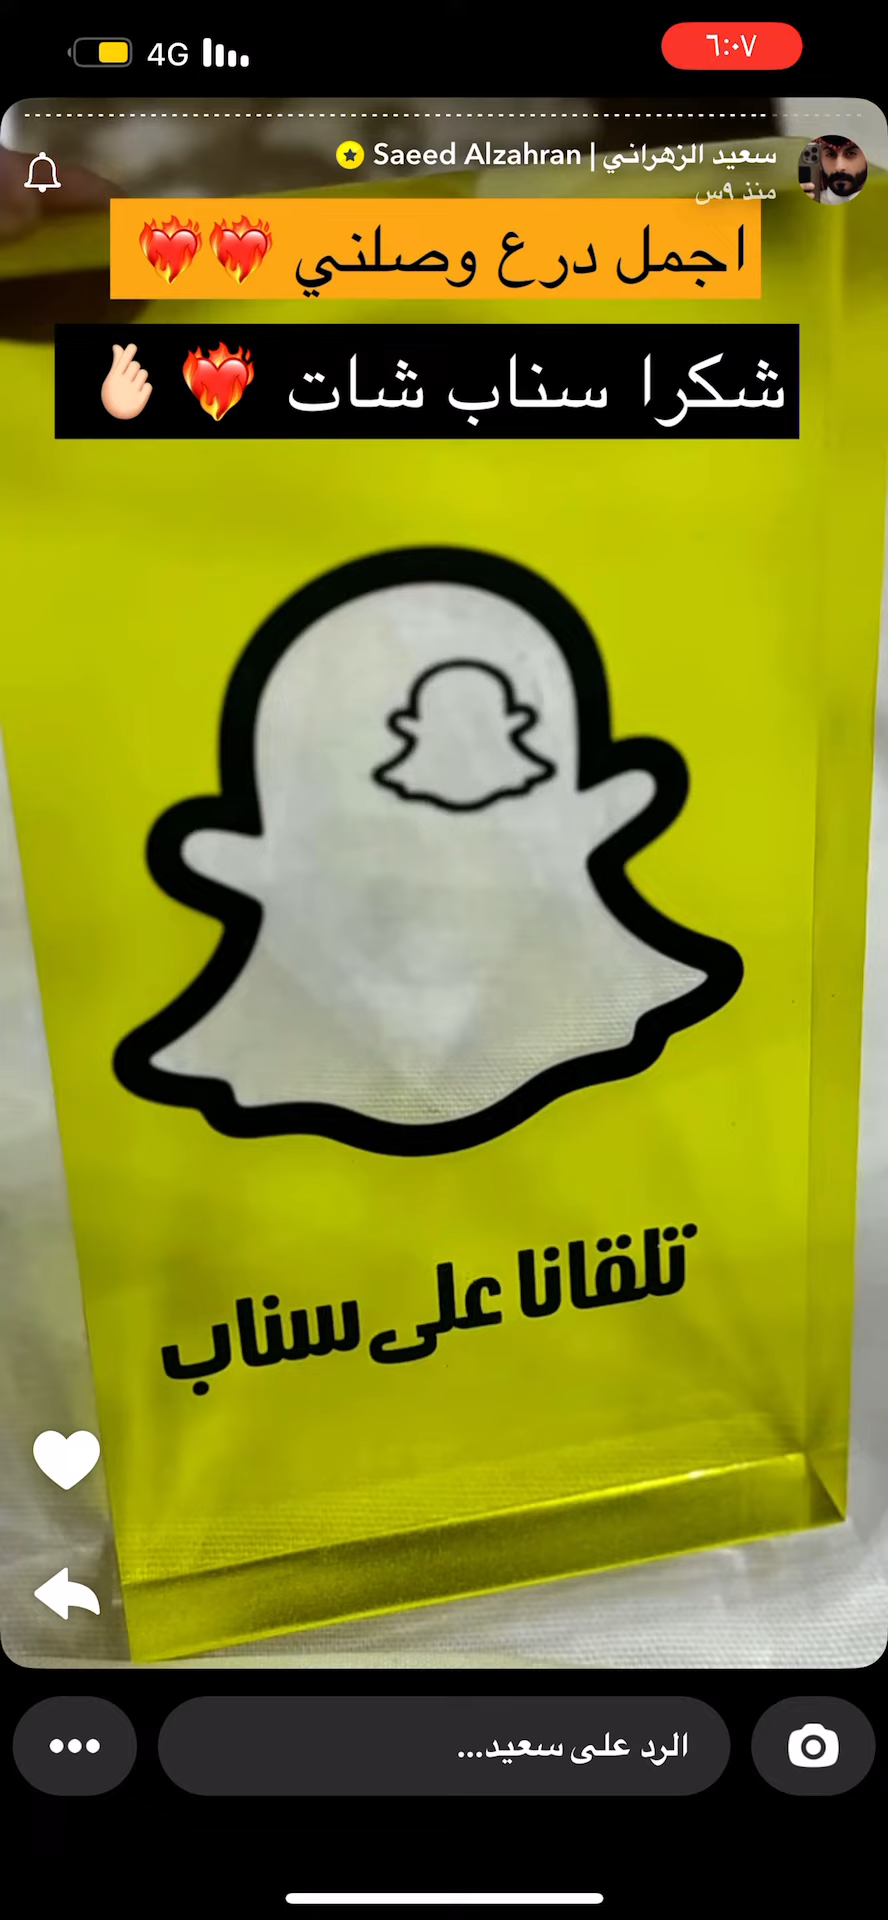 4G ٦:٠٧
سعيد الزهراني | Saeed Alzahran
منذ ٩س
اجمل درع وصلني ❤️‍🔥❤️‍🔥
شكرا سناب شات ❤️‍🔥🫰🏻
تلقانا على سناب
الرد على سعيد...